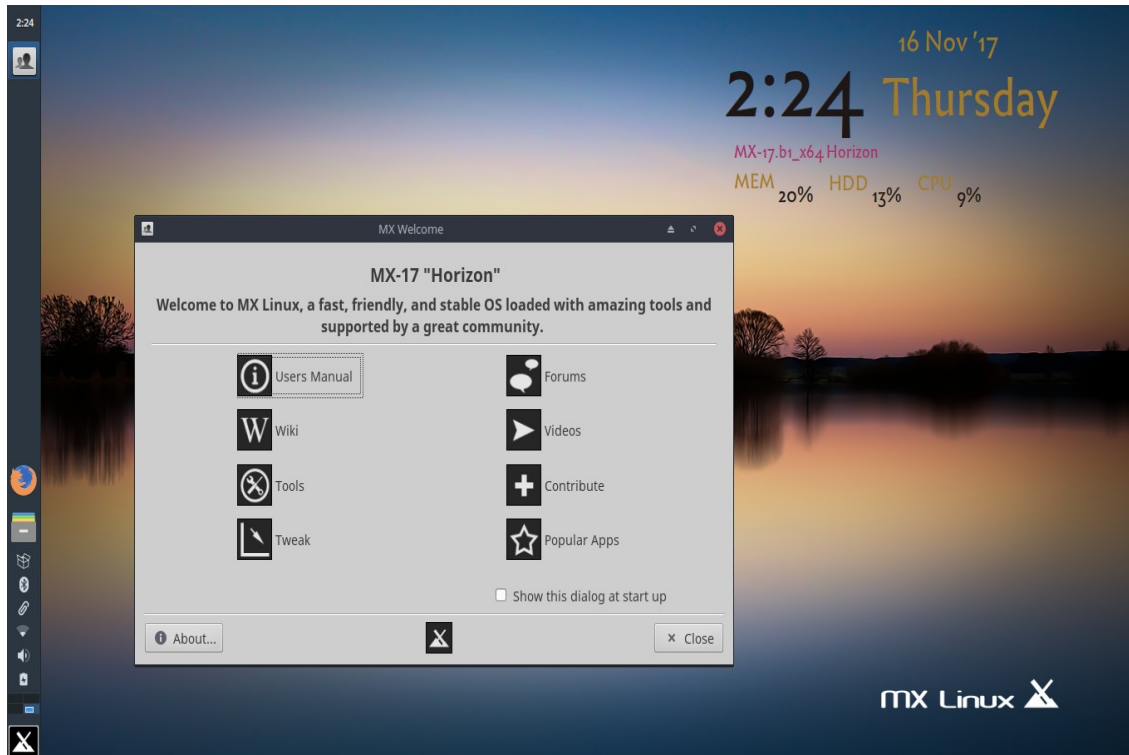 2:24
16 Nov '17
2:24 Thursday
MX-17.b1_x64 Horizon
MEM 20% HDD 13% CPU 9%
MX Welcome
MX-17 "Horizon"
Welcome to MX Linux, a fast, friendly, and stable OS loaded with amazing tools and
supported by a great community.
Users Manual
Forums
W Wiki
Videos
Tools
Contribute
Tweak
Popular Apps
Show this dialog at start up
About...
Close
MX Linux